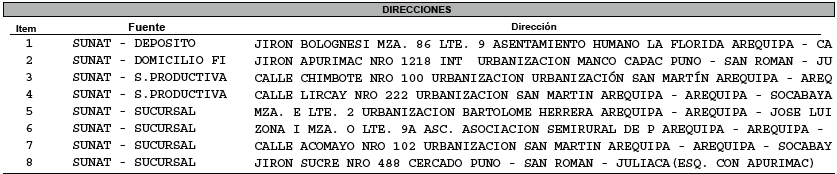 DIRECCIONES
Item Fuente Dirección
1 SUNAT - DEPOSITO JIRON BOLOGNESI MZA. 86 LTE. 9 ASENTAMIENTO HUMANO LA FLORIDA AREQUIPA - CA
2 SUNAT - DOMICILIO FI JIRON APURIMAC NRO 1218 INT URBANIZACION MANCO CAPAC PUNO - SAN ROMAN - JU
3 SUNAT - S.PRODUCTIVA CALLE CHIMBOTE NRO 100 URBANIZACION URBANIZACIÓN SAN MARTÍN AREQUIPA - AREQ
4 SUNAT - S.PRODUCTIVA CALLE LIRCAY NRO 222 URBANIZACION SAN MARTIN AREQUIPA - AREQUIPA - SOCABAYA
5 SUNAT - SUCURSAL MZA. E LTE. 2 URBANIZACION BARTOLOME HERRERA AREQUIPA - AREQUIPA - JOSE LUI
6 SUNAT - SUCURSAL ZONA I MZA. O LTE. 9A ASC. ASOCIACION SEMIRURAL DE P AREQUIPA - AREQUIPA -
7 SUNAT - SUCURSAL CALLE ACOMAYO NRO 102 URBANIZACION SAN MARTIN AREQUIPA - AREQUIPA - SOCABAY
8 SUNAT - SUCURSAL JIRON SUCRE NRO 488 CERCADO PUNO - SAN ROMAN - JULIACA(ESQ. CON APURIMAC)